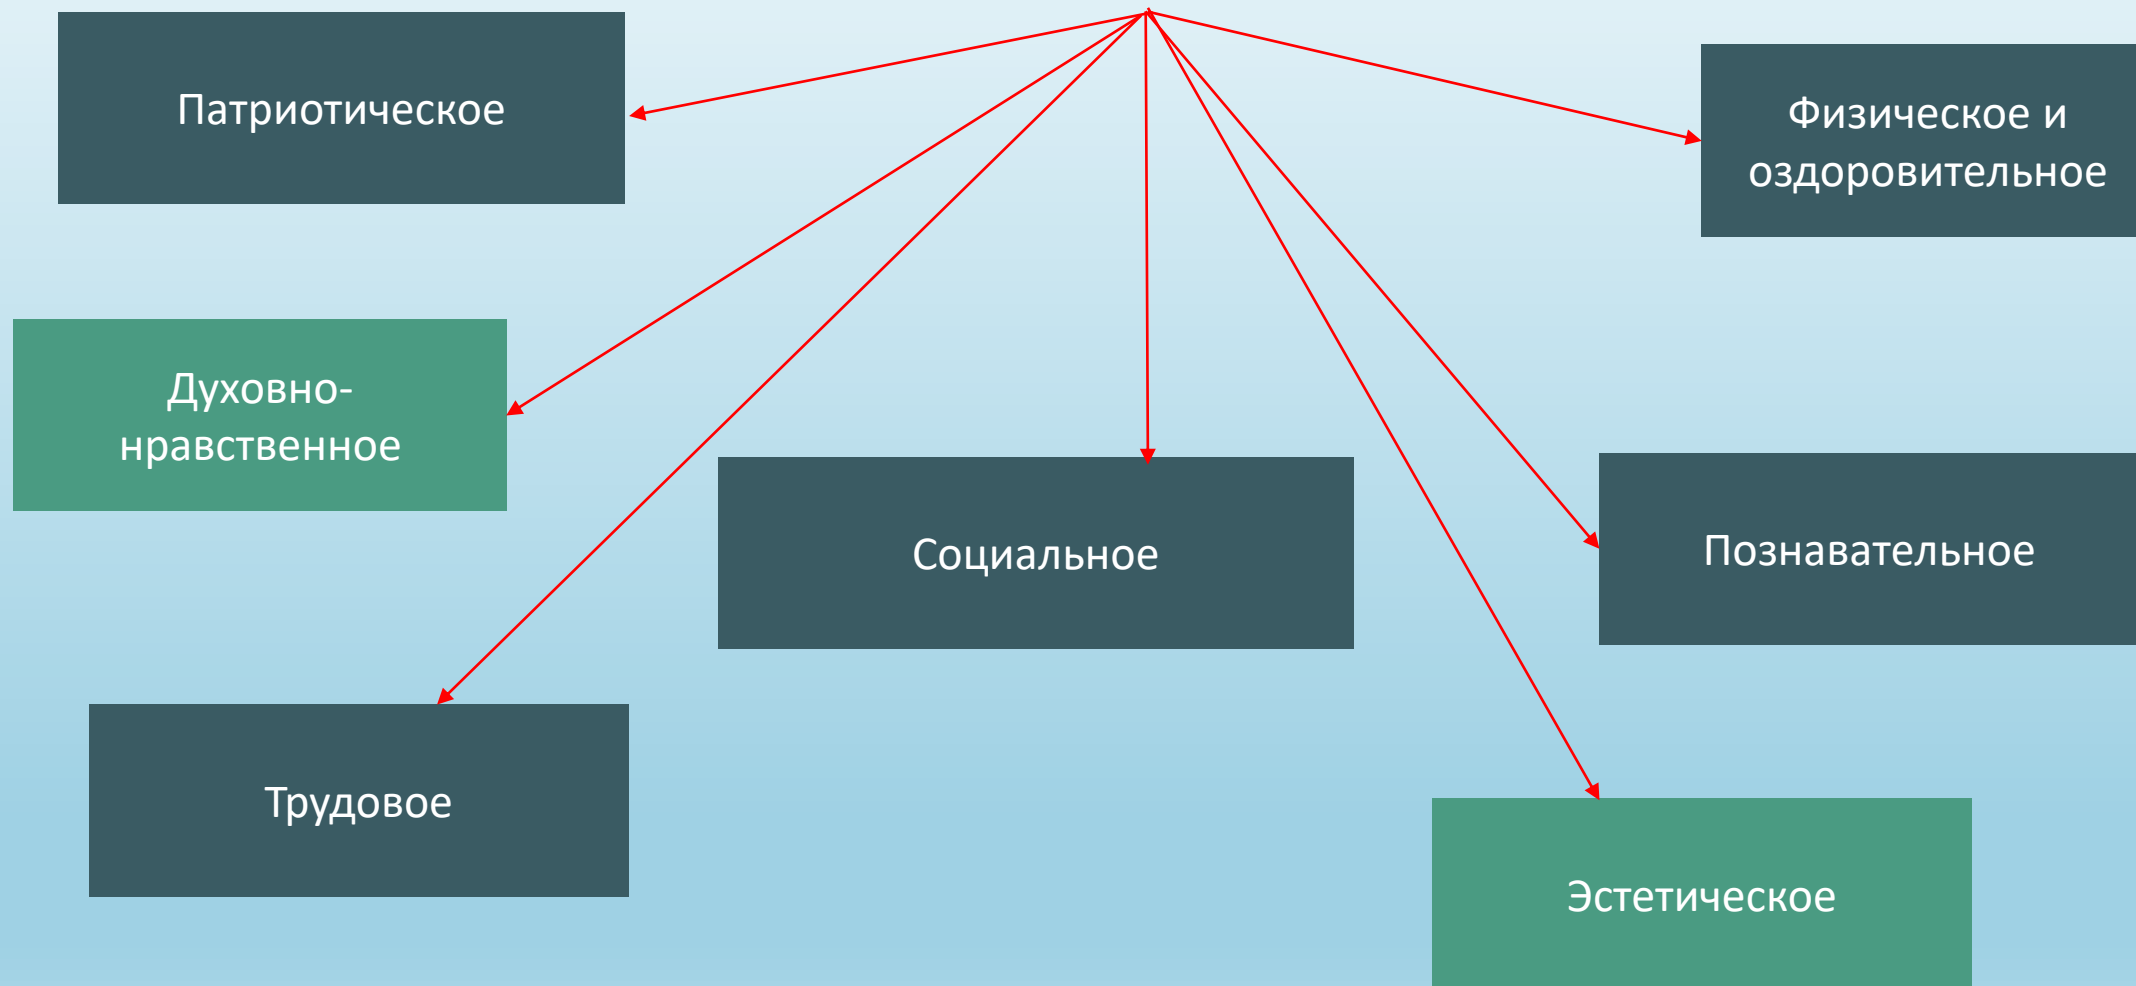 Патриотическое
Физическое и
оздоровительное
Духовно-
нравственное
Социальное
Познавательное
Трудовое
Эстетическое